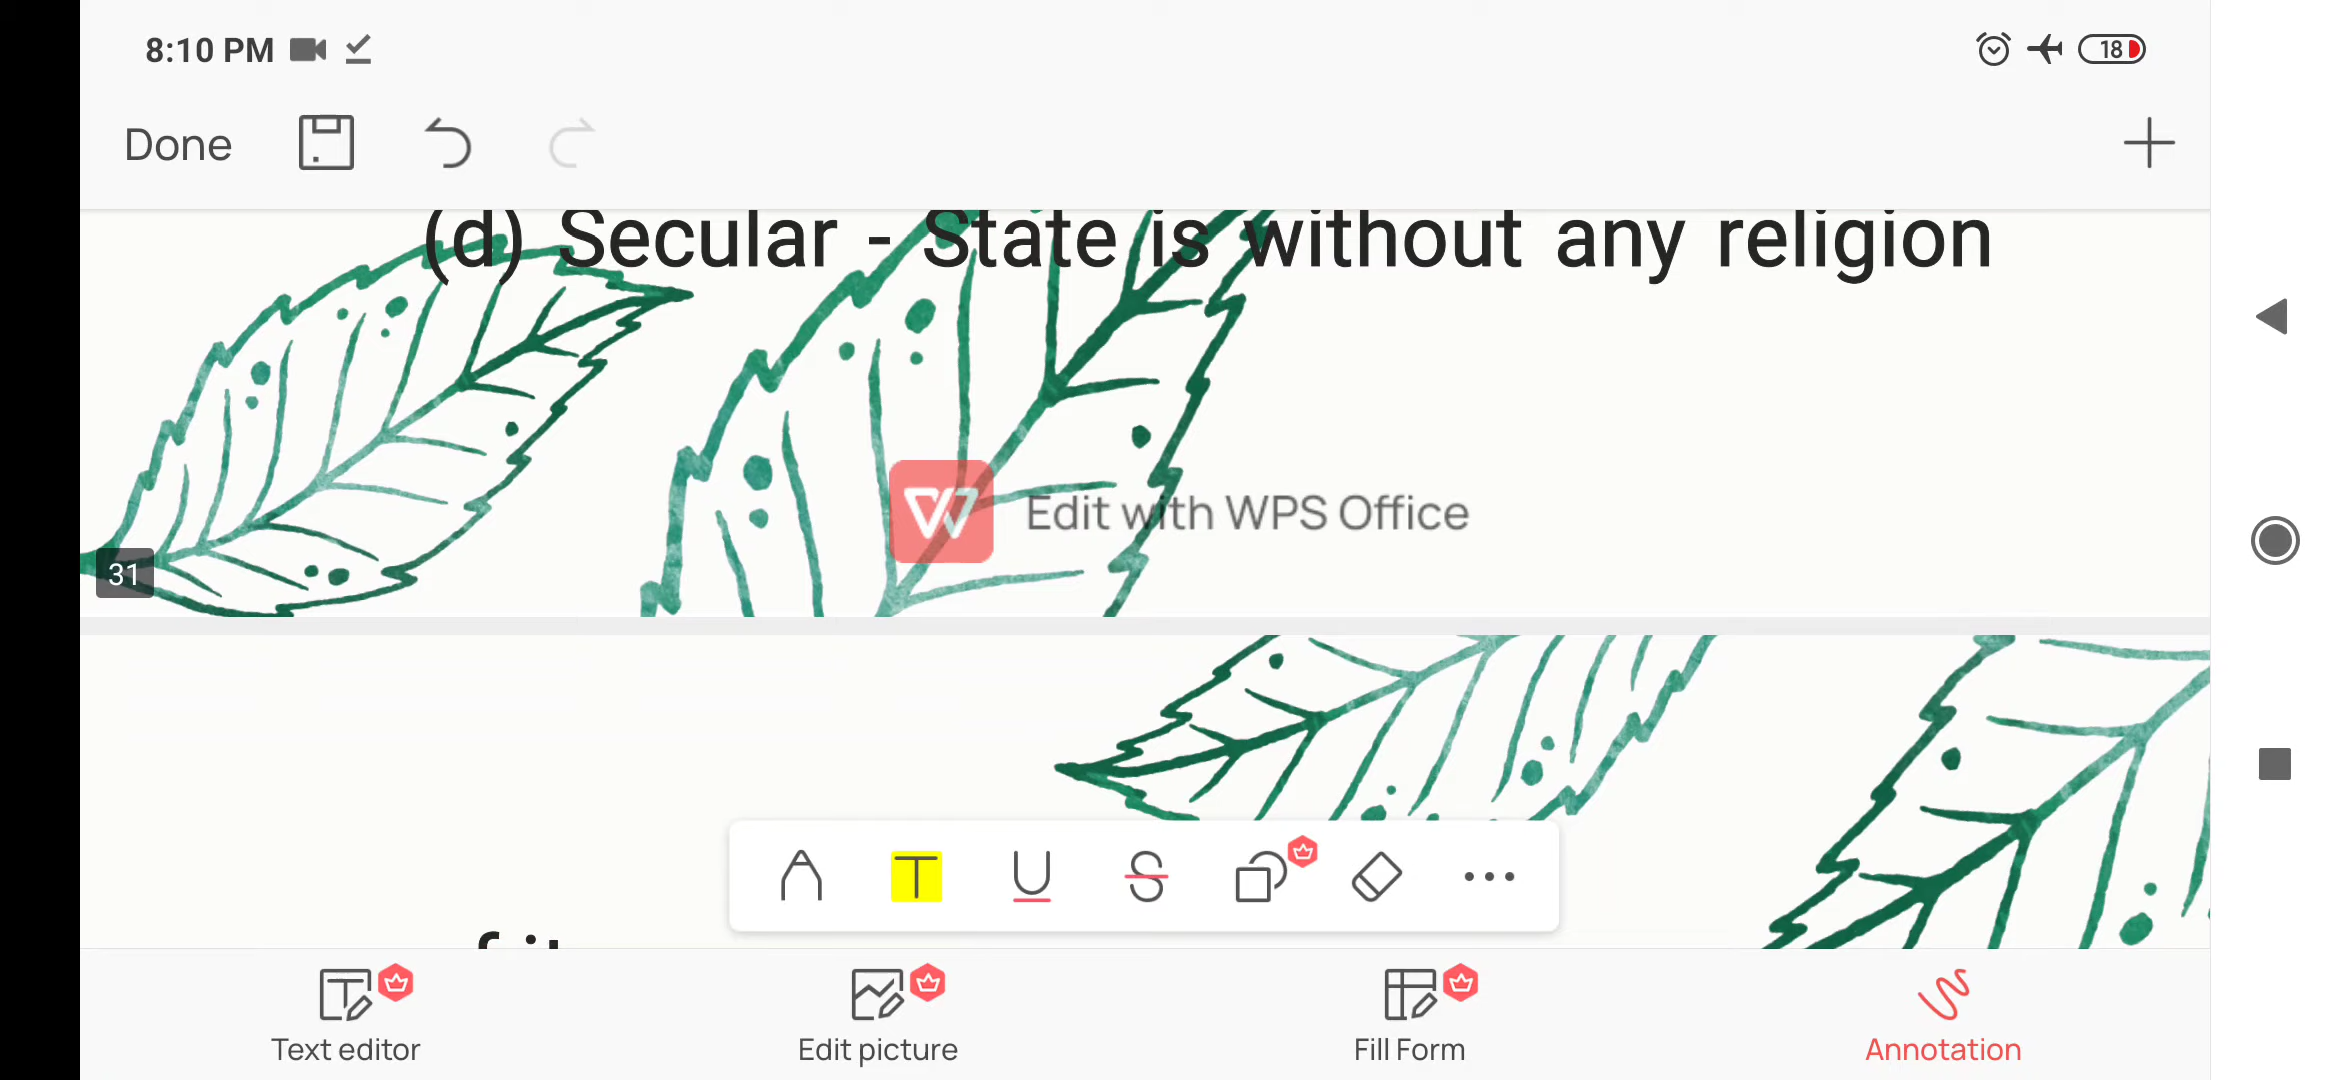 8:10 PM
18
Done
(d) Secular - State is without any religion
Edit with WPS Office
31
T U S
Text editor
Edit picture
Fill Form
Annotation